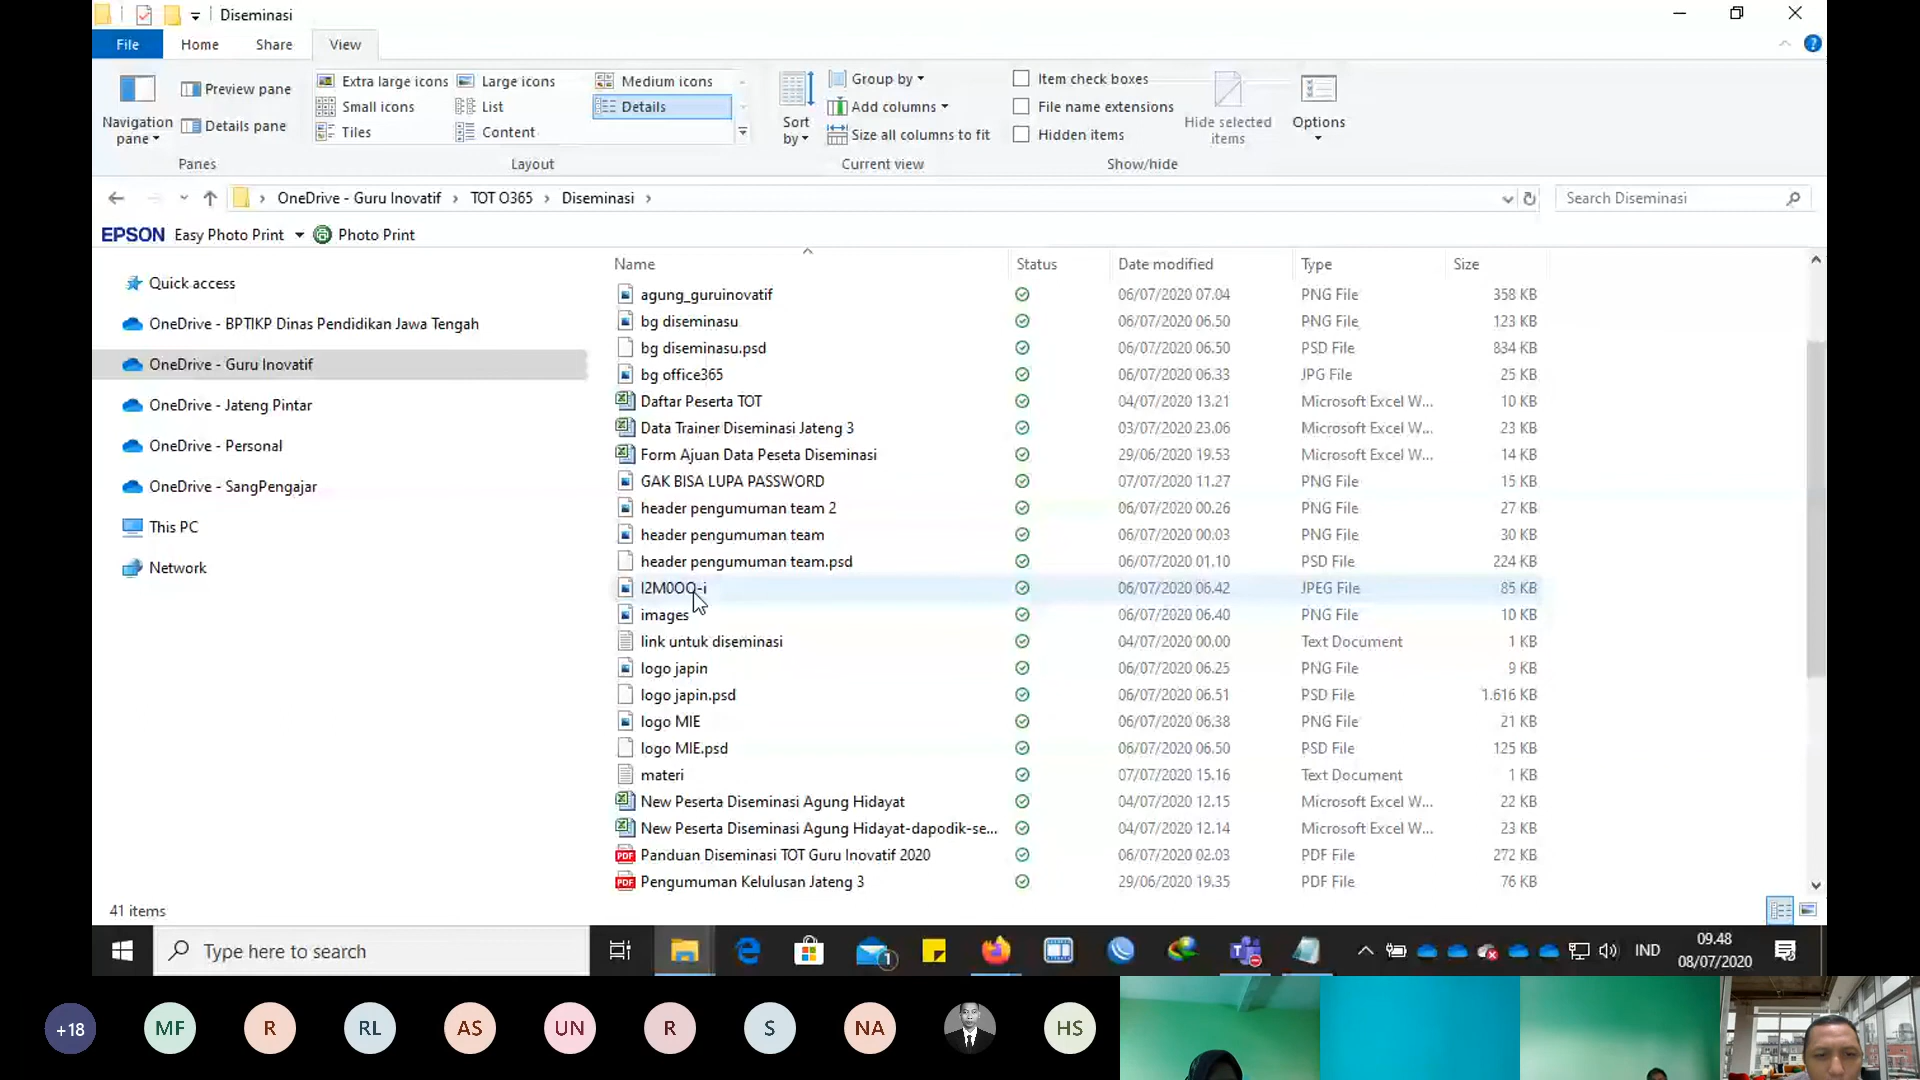 Diseminasi
File Home Share View
Navigation pane
Preview pane
Details pane
Panes
Extra large icons Large icons Medium icons
Small icons List Details
Tiles Content
Layout
Sort by
Group by
Add columns
Size all columns to fit
Current view
Item check boxes
File name extensions
Hidden items
Hide selected items
Options
Show/hide
OneDrive - Guru Inovatif TOT O365 Diseminasi
Search Diseminasi
EPSON Easy Photo Print Photo Print
Quick access
OneDrive - BPTIKP Dinas Pendidikan Jawa Tengah
OneDrive - Guru Inovatif
OneDrive - Jateng Pintar
OneDrive - Personal
OneDrive - SangPengajar
This PC
Network
Name Status Date modified Type Size
agung_guruinovatif 06/07/2020 07.04 PNG File 358 KB
bg diseminasu 06/07/2020 06.50 PNG File 123 KB
bg diseminasu.psd 06/07/2020 06.50 PSD File 834 KB
bg office365 06/07/2020 06.33 JPG File 25 KB
Daftar Peserta TOT 04/07/2020 13.21 Microsoft Excel W... 10 KB
Data Trainer Diseminasi Jateng 3 03/07/2020 23.06 Microsoft Excel W... 23 KB
Form Ajuan Data Peseta Diseminasi 29/06/2020 19.53 Microsoft Excel W... 14 KB
GAK BISA LUPA PASSWORD 07/07/2020 11.27 PNG File 15 KB
header pengumuman team 2 06/07/2020 00.26 PNG File 27 KB
header pengumuman team 06/07/2020 00.03 PNG File 30 KB
header pengumuman team.psd 06/07/2020 01.10 PSD File 224 KB
06/07/2020 06.42 JPEG File 85 KB
images 06/07/2020 06.40 PNG File 10 KB
link untuk diseminasi 04/07/2020 00.00 Text Document 1 KB
logo japin 06/07/2020 06.25 PNG File 9 KB
logo japin.psd 06/07/2020 06.51 PSD File 1.616 KB
logo MIE 06/07/2020 06.38 PNG File 21 KB
logo MIE.psd 06/07/2020 06.50 PSD File 125 KB
materi 07/07/2020 15.16 Text Document 1 KB
New Peserta Diseminasi Agung Hidayat 04/07/2020 12.15 Microsoft Excel W... 22 KB
New Peserta Diseminasi Agung Hidayat-dapodik-se... 04/07/2020 12.14 Microsoft Excel W... 23 KB
Panduan Diseminasi TOT Guru Inovatif 2020 06/07/2020 02.03 PDF File 272 KB
Pengumuman Kelulusan Jateng 3 29/06/2020 19.35 PDF File 76 KB
41 items
Type here to search
1
IND
09.48
08/07/2020
+18 MF R RL AS UN R S NA HS